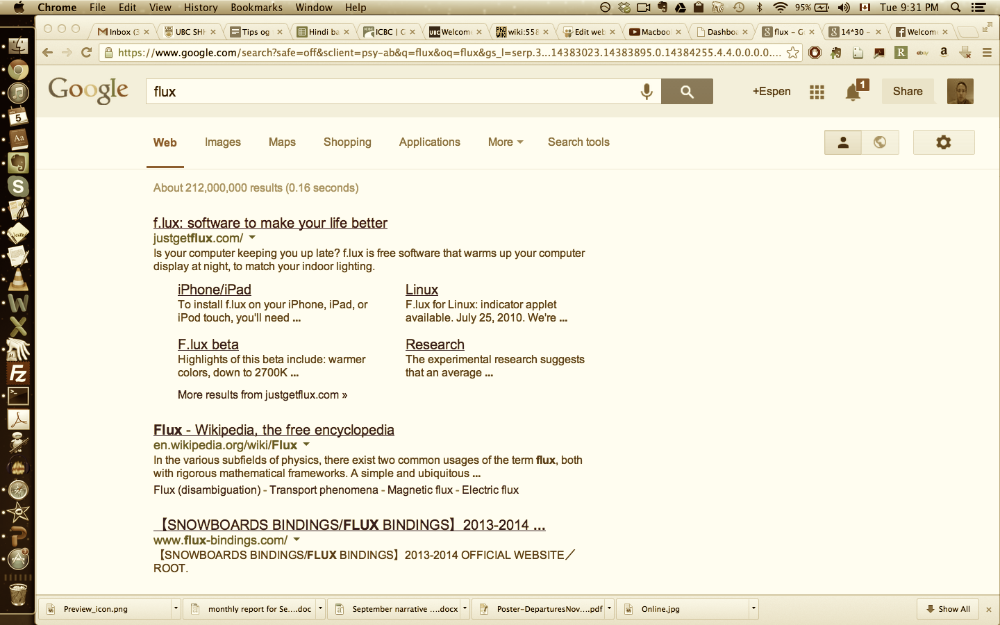 Chrome File Edit View History Bookmarks Window Help 95% Tue 9:31 PM
Inbox (3 UBC SHH Tips og Hindi ba ICBC | C UBC Welcome PhD WIKI wiki:558 Edit web Macboo Dashboa flux - Go 14*30 - Welcome
https://www.google.com/search?safe=off&sclient=psy-ab&q=flux&oq=flux&gs_l=serp.3...14383023.14383895.0.14384255.4.4.0.0.0.0.... R ebay a
Google flux +Espen 1 Share
Web Images Maps Shopping Applications More Search tools
About 212,000,000 results (0.16 seconds)
f.lux: software to make your life better
justgetflux.com/
Is your computer keeping you up late? f.lux is free software that warms up your computer
display at night, to match your indoor lighting.
iPhone/iPad
To install f.lux on your iPhone, iPad, or
iPod touch, you'll need ...
Linux
F.lux for Linux: indicator applet
available. July 25, 2010. We're ...
F.lux beta
Highlights of this beta include: warmer
colors, down to 2700K ...
Research
The experimental research suggests
that an average ...
More results from justgetflux.com »
Flux - Wikipedia, the free encyclopedia
en.wikipedia.org/wiki/Flux
In the various subfields of physics, there exist two common usages of the term flux, both
with rigorous mathematical frameworks. A simple and ubiquitous ...
Flux (disambiguation) - Transport phenomena - Magnetic flux - Electric flux
【SNOWBOARDS BINDINGS/FLUX BINDINGS】2013-2014 ...
www.flux-bindings.com/
【SNOWBOARDS BINDINGS/FLUX BINDINGS】2013-2014 OFFICIAL WEBSITE／
ROOT.
Preview_icon.png monthly report for Se....doc September narrative ....docx Poster-DeparturesNov....pdf Online.jpg Show All
5
Aa
S
W
X
M
Fz
P